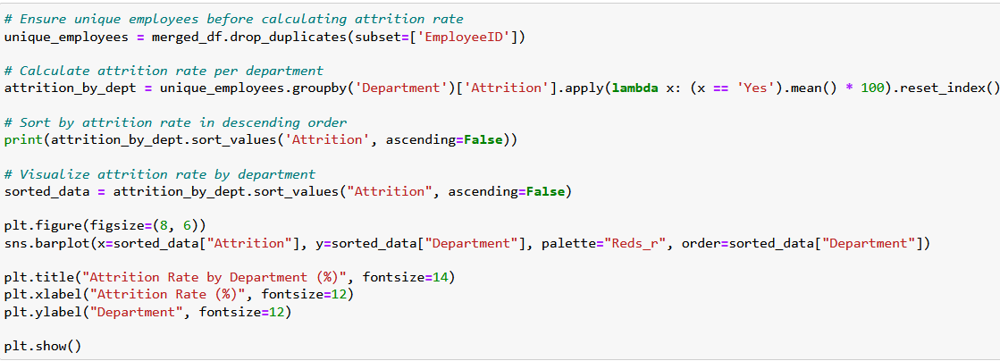 # Ensure unique employees before calculating attrition rate
unique_employees = merged_df.drop_duplicates(subset=['EmployeeID'])
# Calculate attrition rate per department
attrition_by_dept = unique_employees.groupby('Department')['Attrition'].apply(lambda x: (x == 'Yes').mean() * 100).reset_index()
# Sort by attrition rate in descending order
print(attrition_by_dept.sort_values('Attrition', ascending=False))
# Visualize attrition rate by department
sorted_data = attrition_by_dept.sort_values("Attrition", ascending=False)
plt.figure(figsize=(8, 6))
sns.barplot(x=sorted_data["Attrition"], y=sorted_data["Department"], palette="Reds_r", order=sorted_data["Department"])
plt.title("Attrition Rate by Department (%)", fontsize=14)
plt.xlabel("Attrition Rate (%)", fontsize=12)
plt.ylabel("Department", fontsize=12)
plt.show()